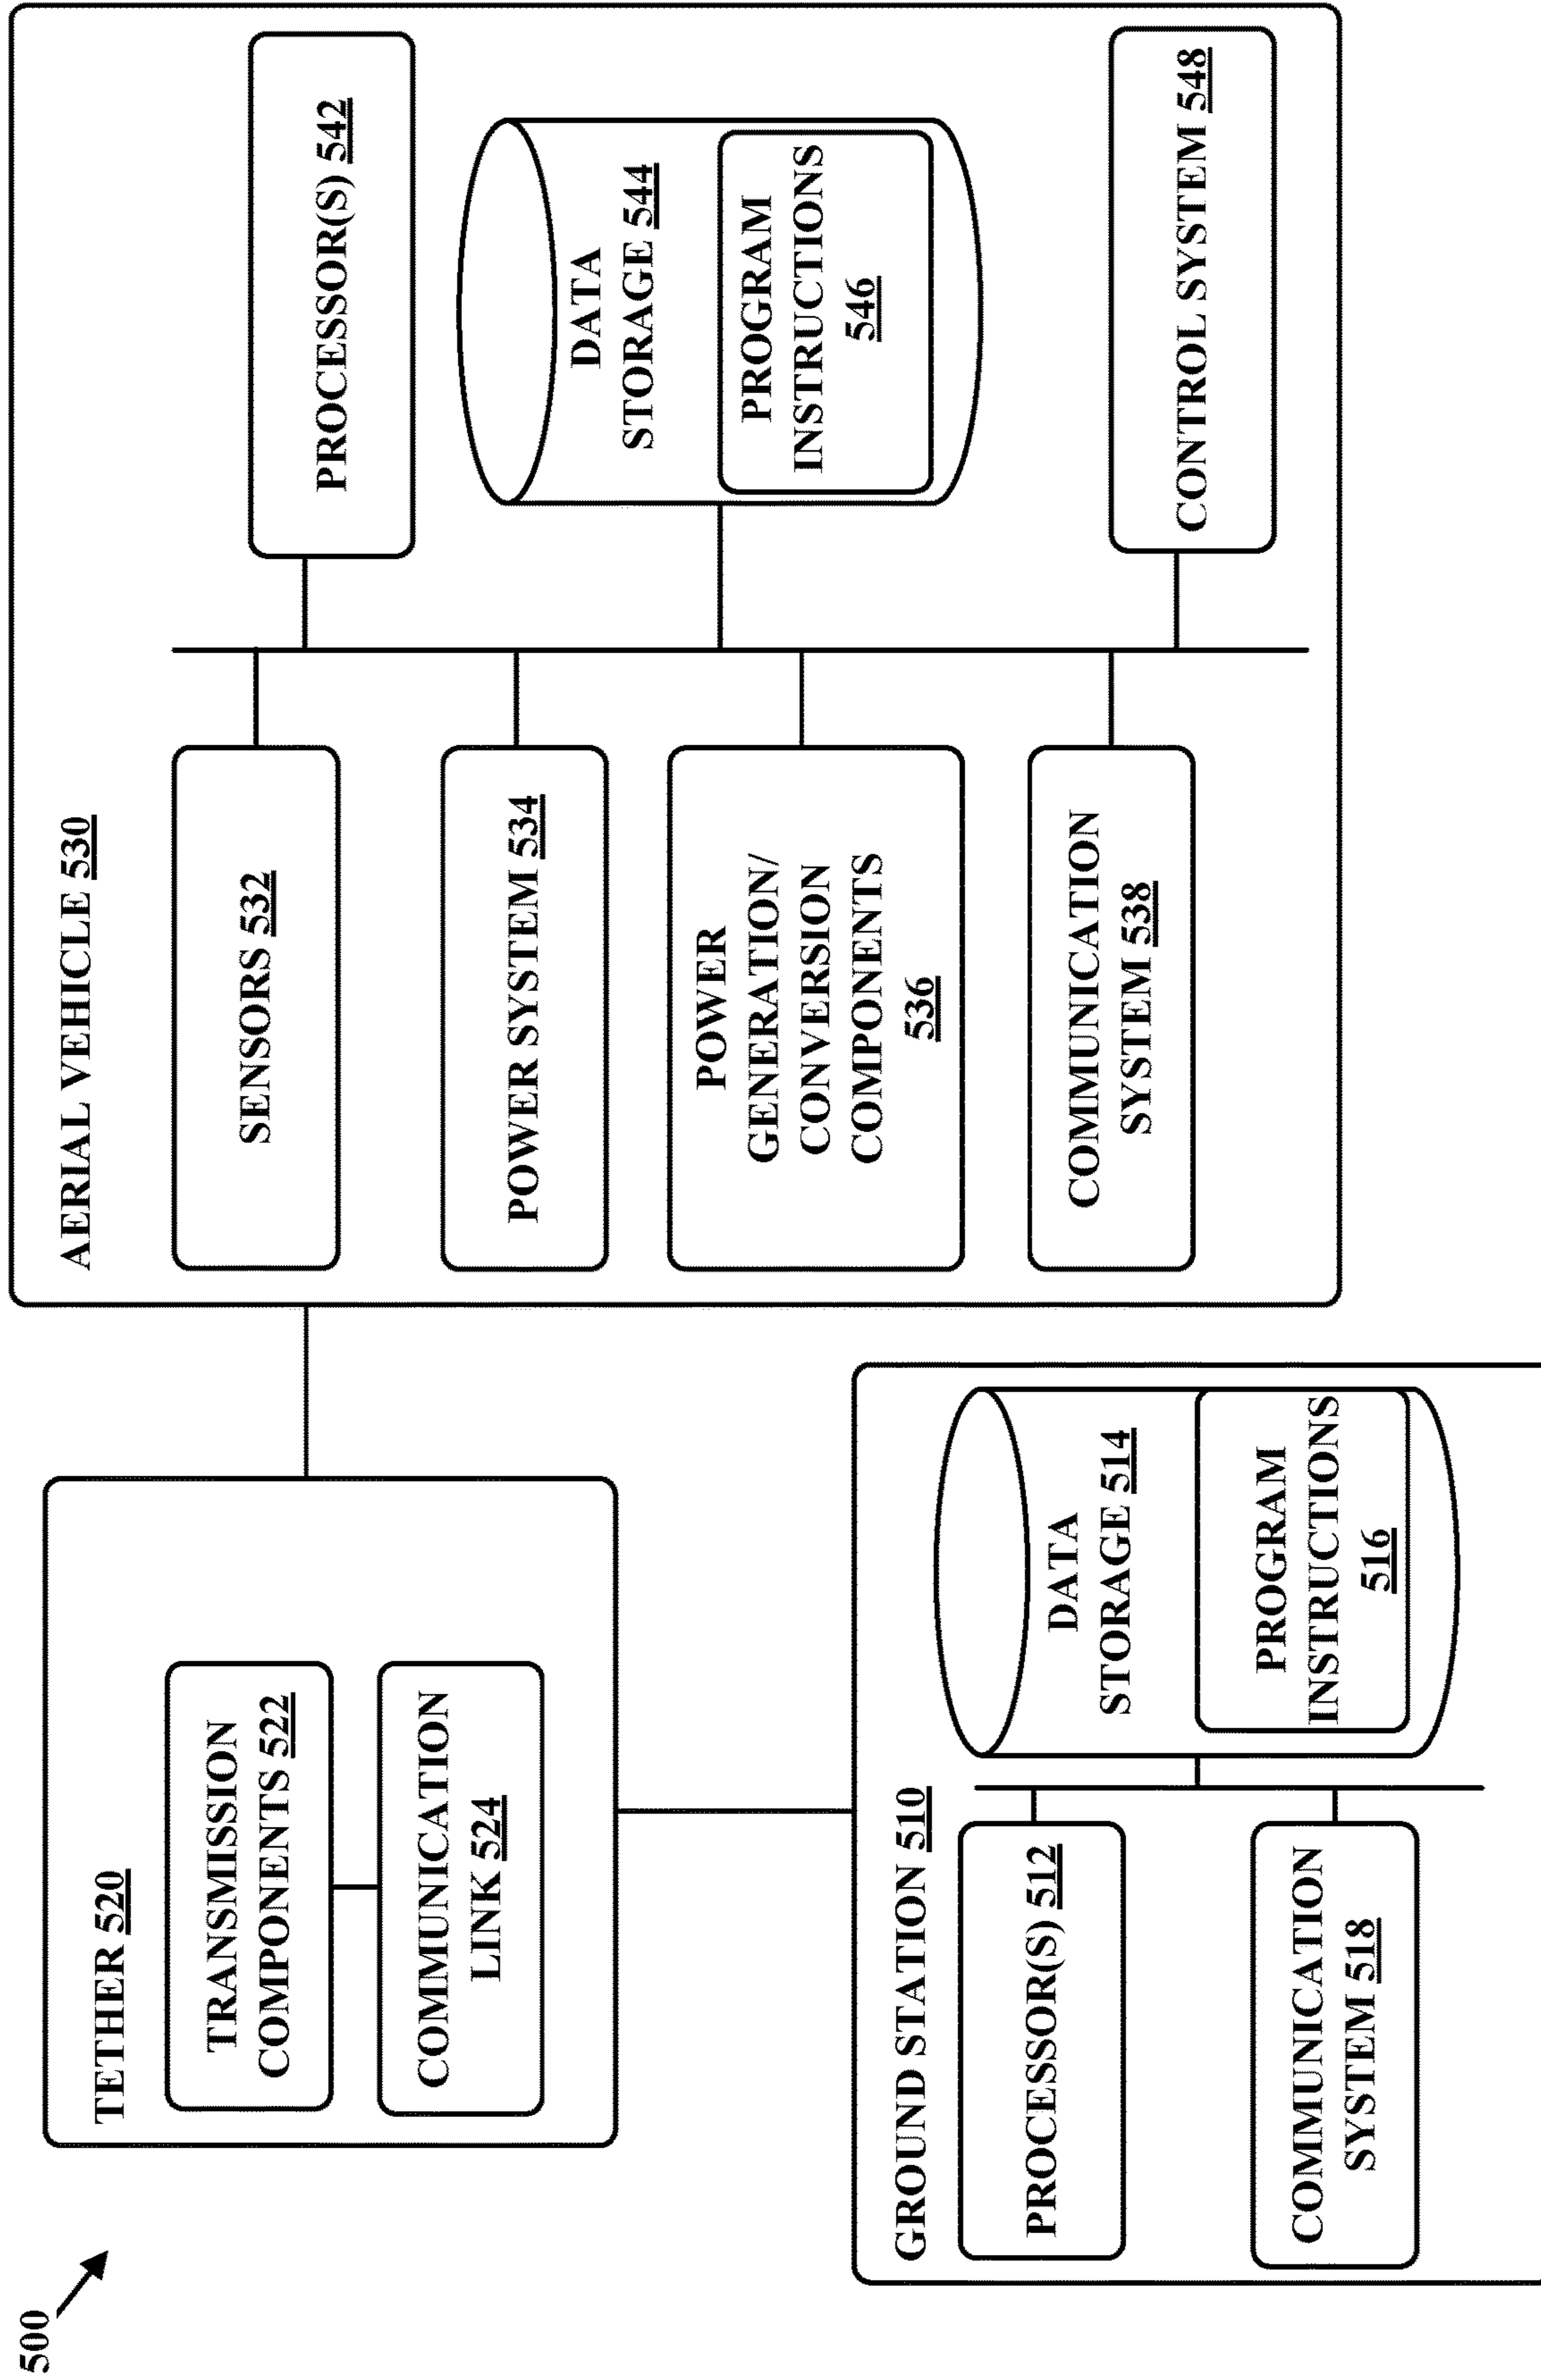 500
TETHER 520
TRANSMISSION
COMPONENTS 522
COMMUNICATION
LINK 524
GROUND STATION 510
PROCESSOR(S) 512
COMMUNICATION
SYSTEM 518
DATA
STORAGE 514
PROGRAM
INSTRUCTIONS
516
AERIAL VEHICLE 530
SENSORS 532
POWER SYSTEM 534
POWER
GENERATION/
CONVERSION
COMPONENTS
536
COMMUNICATION
SYSTEM 538
PROCESSOR(S) 542
DATA
STORAGE 544
PROGRAM
INSTRUCTIONS
546
CONTROL SYSTEM 548